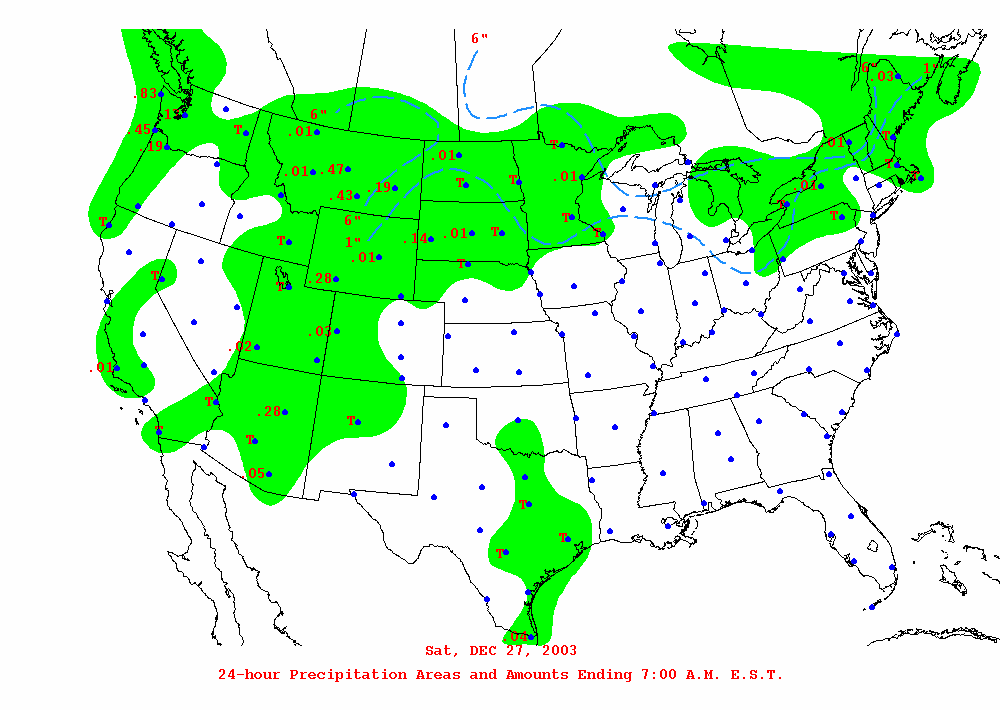 6"
6" .03 1"
.83
6"
.13
.45 T .01 T
T
.19 .01
T .01
.01 .47 T T .01 T
.43 .19 .01
T
T 6" T T
1" .14 .01 T T
T .01
T
T T .28
.03
.02
.01
.28
T T
T T
.05
T
T
T
.04
Sat, DEC 27, 2003
24-hour Precipitation Areas and Amounts Ending 7:00 A.M. E.S.T.